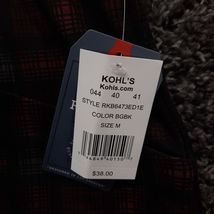 KOHL'S
Kohls.com
044 40 41
STYLE RKB6473ED1E
COLOR BGBK
SIZE M
$38.00